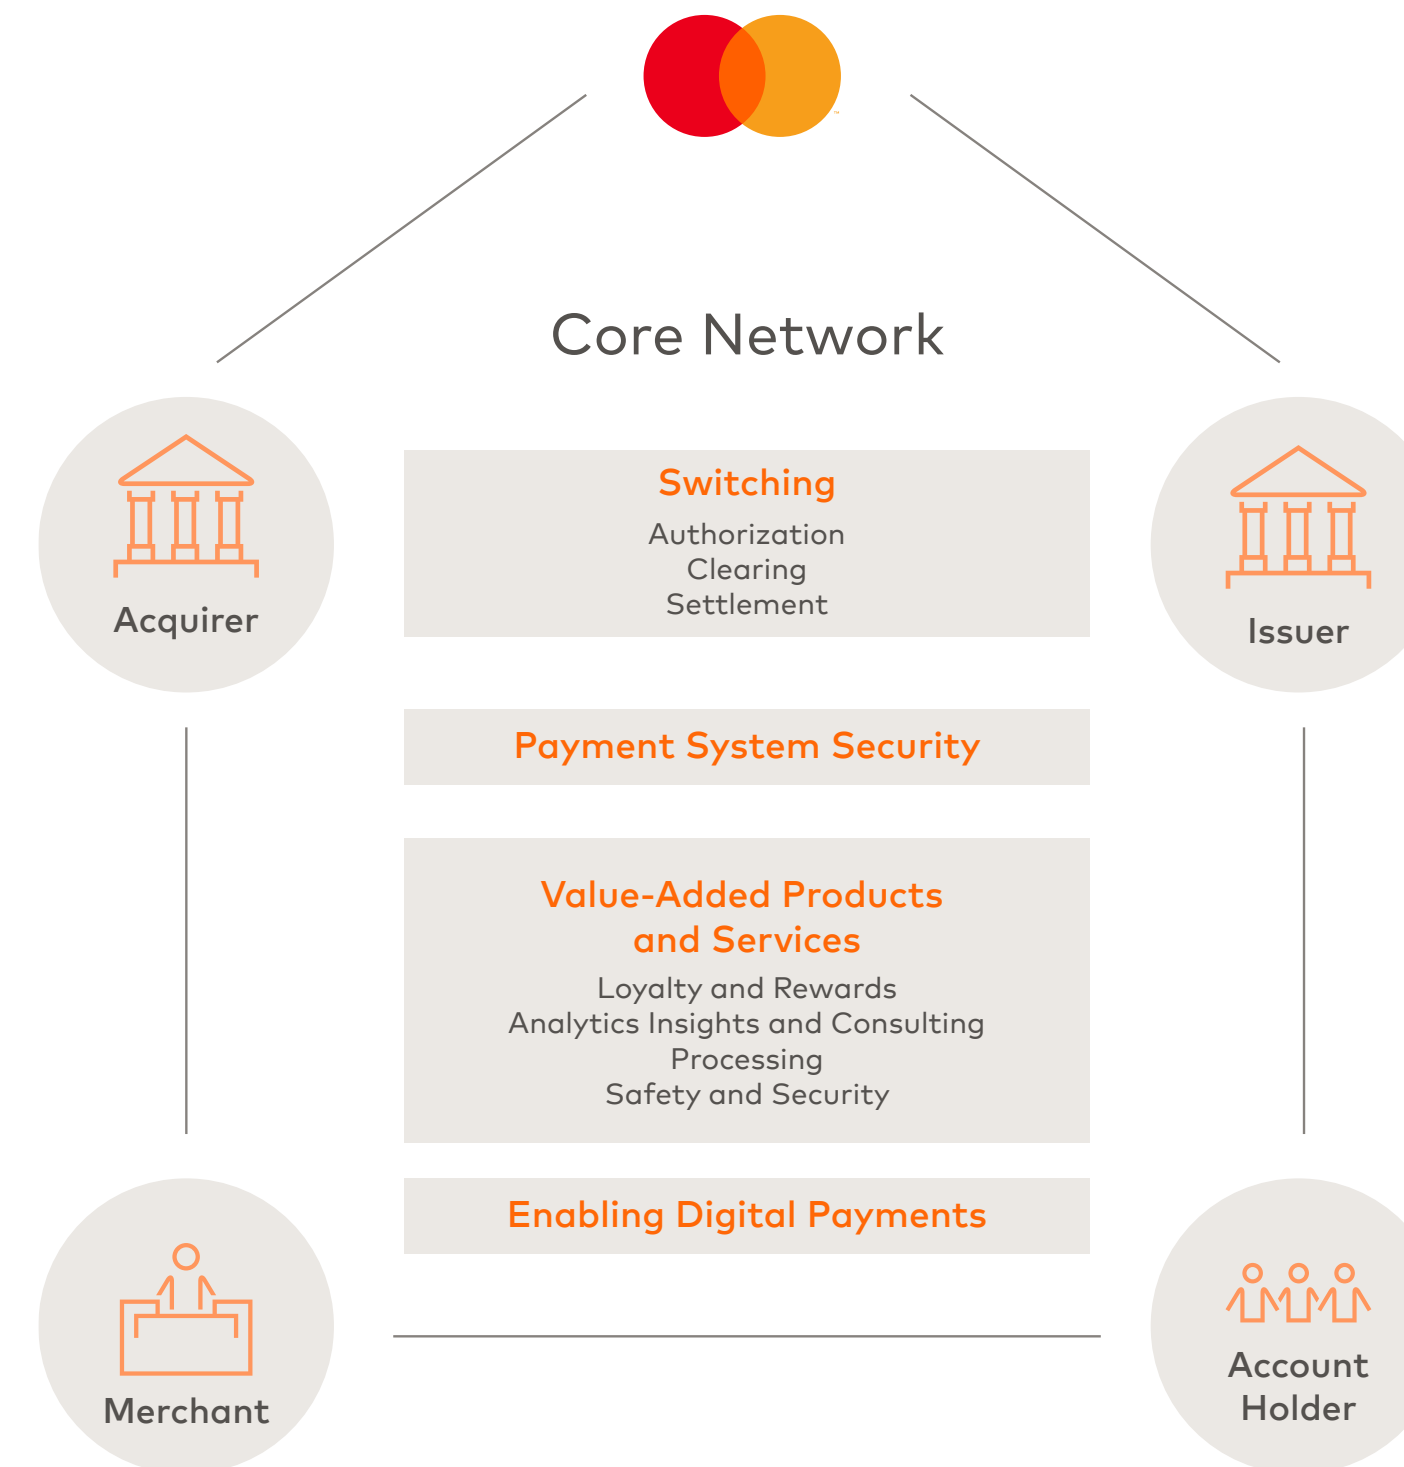 Core Network
Switching
Authorization
Clearing
Settlement
Acquirer
Issuer
Payment System Security
Value-Added Products
and Services
Loyalty and Rewards
Analytics Insights and Consulting
Processing
Safety and Security
Enabling Digital Payments
Merchant
Account
Holder